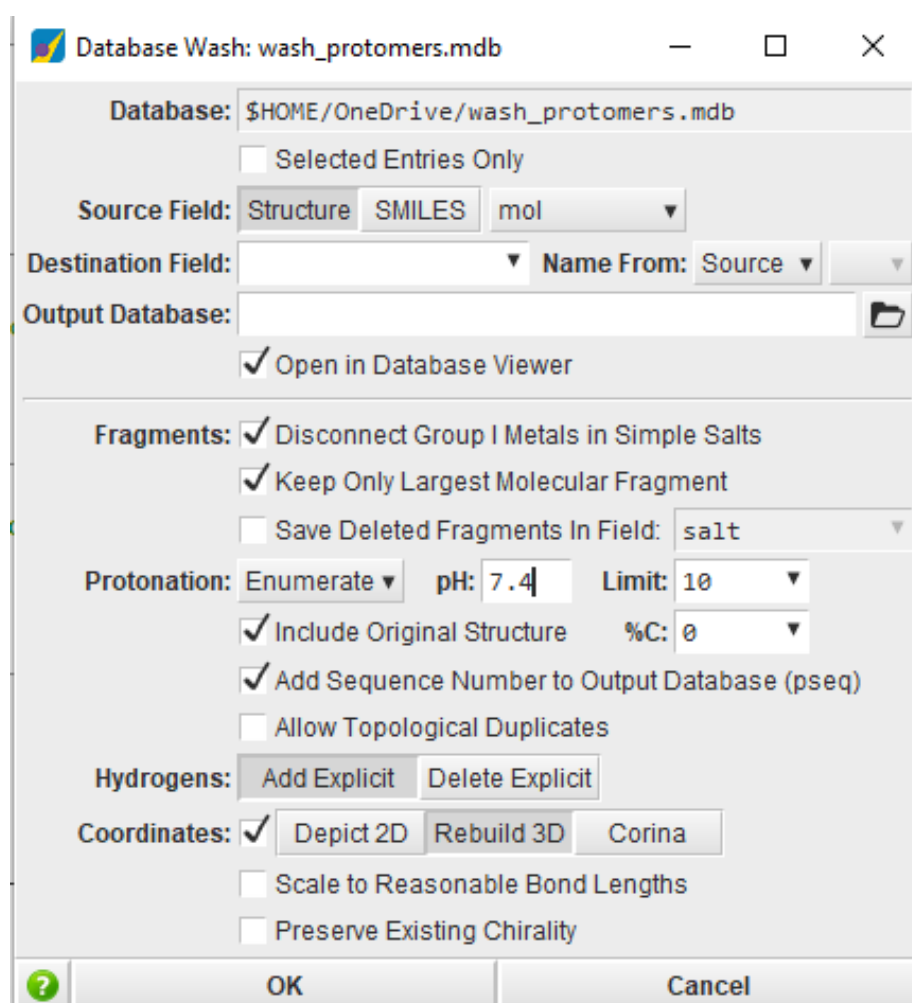 Database Wash: wash_protomers.mdb
Database: $HOME/OneDrive/wash_protomers.mdb
Selected Entries Only
Source Field: Structure SMILES mol
Destination Field: Name From: Source
Output Database:
Open in Database Viewer
Fragments: Disconnect Group I Metals in Simple Salts
Keep Only Largest Molecular Fragment
Save Deleted Fragments In Field: salt
Protonation: Enumerate pH: 7.4 Limit: 10
Include Original Structure %C: 0
Add Sequence Number to Output Database (pseq)
Allow Topological Duplicates
Hydrogens: Add Explicit Delete Explicit
Coordinates: Depict 2D Rebuild 3D Corina
Scale to Reasonable Bond Lengths
Preserve Existing Chirality
? OK Cancel